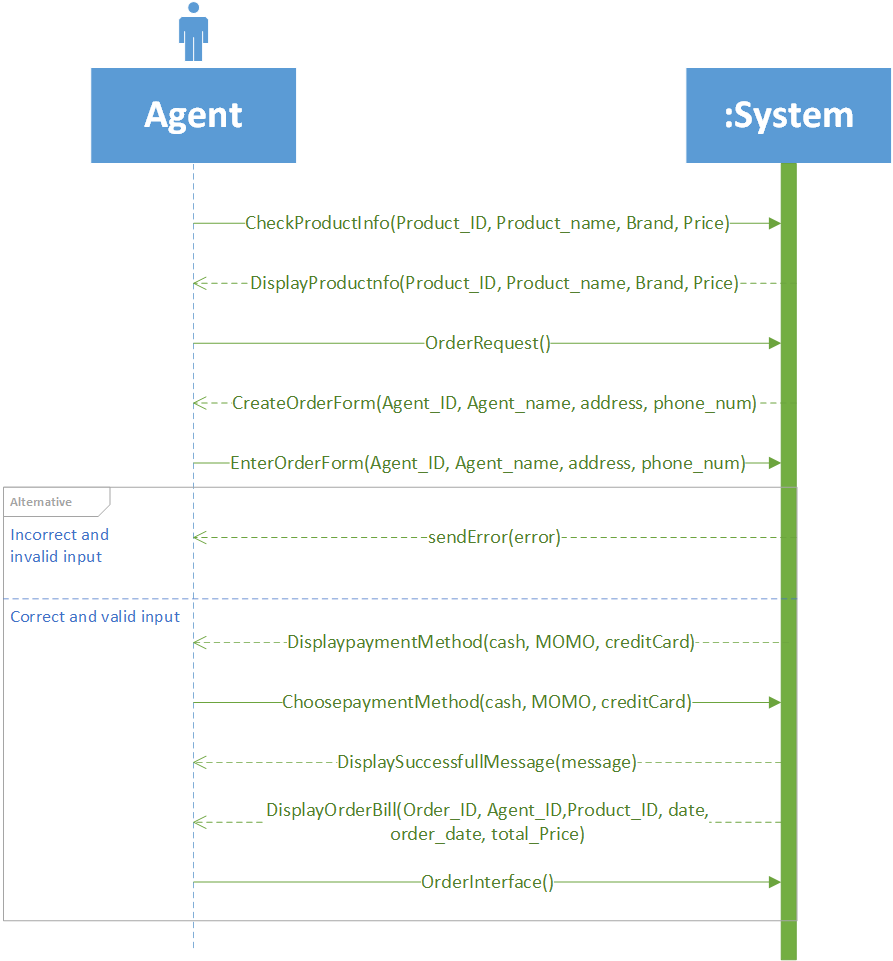 Agent
:System
CheckProductInfo(Product_ID, Product_name, Brand, Price)
DisplayProductnfo(Product_ID, Product_name, Brand, Price)
OrderRequest()
CreateOrderForm(Agent_ID, Agent_name, address, phone_num)
EnterOrderForm(Agent_ID, Agent_name, address, phone_num)
Alternative
Incorrect and
invalid input
sendError(error)
Correct and valid input
DisplaypaymentMethod(cash, MOMO, creditCard)
ChoosepaymentMethod(cash, MOMO, creditCard)
DisplaySuccessfullMessage(message)
DisplayOrderBill(Order_ID, Agent_ID,Product_ID, date,
order_date, total_Price)
OrderInterface()